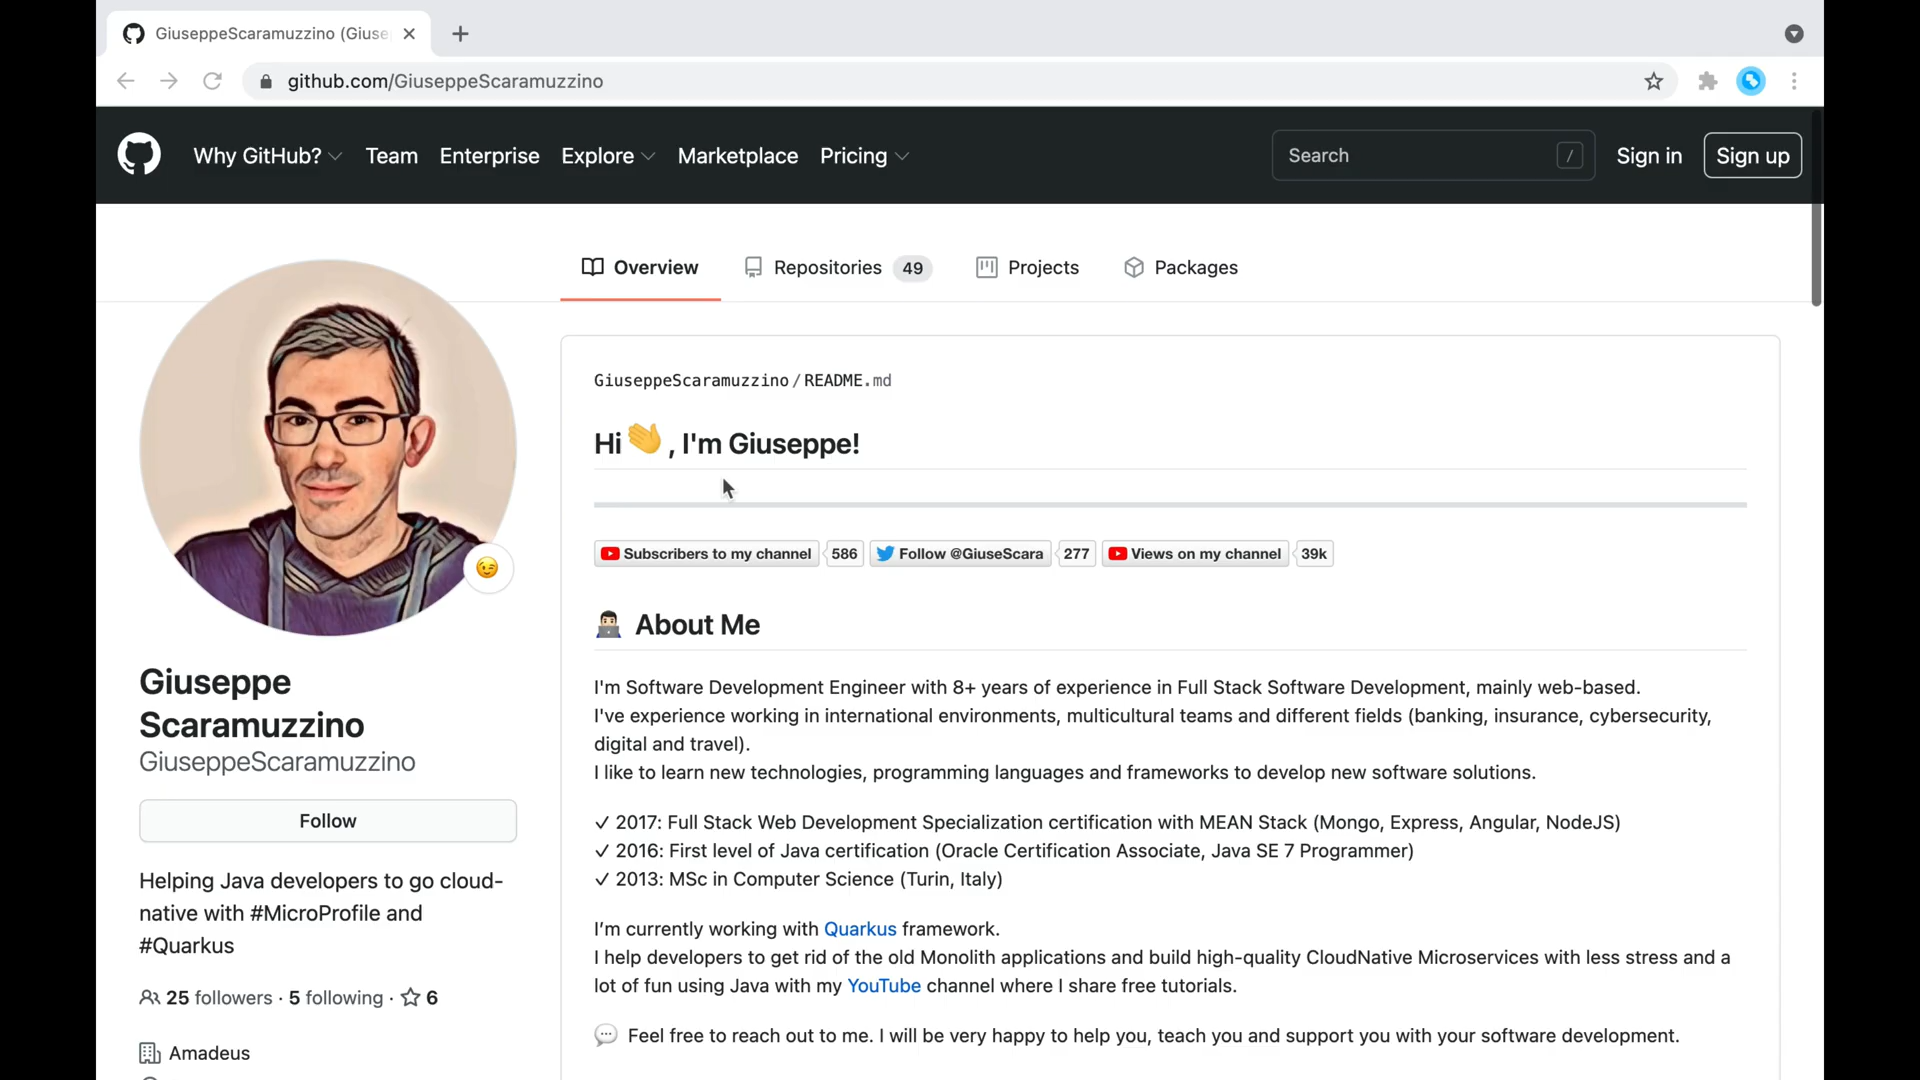 GiuseppeScaramuzzino (Giuse
github.com/GiuseppeScaramuzzino
Why GitHub?
Team
Enterprise
Explore
Marketplace
Pricing
Search
/
Sign in
Sign up
Overview
Repositories 49
Projects
Packages
GiuseppeScaramuzzino/README.md
Hi 👋, I'm Giuseppe!
Subscribers to my channel 586
Follow @GiuseScara 277
Views on my channel 39k
About Me
I'm Software Development Engineer with 8+ years of experience in Full Stack Software Development, mainly web-based.
I've experience working in international environments, multicultural teams and different fields (banking, insurance, cybersecurity,
digital and travel).
I like to learn new technologies, programming languages and frameworks to develop new software solutions.
✓ 2017: Full Stack Web Development Specialization certification with MEAN Stack (Mongo, Express, Angular, NodeJS)
✓ 2016: First level of Java certification (Oracle Certification Associate, Java SE 7 Programmer)
✓ 2013: MSc in Computer Science (Turin, Italy)
I’m currently working with Quarkus framework.
I help developers to get rid of the old Monolith applications and build high-quality CloudNative Microservices with less stress and a
lot of fun using Java with my YouTube channel where I share free tutorials.
💬 Feel free to reach out to me. I will be very happy to help you, teach you and support you with your software development.
Giuseppe
Scaramuzzino
GiuseppeScaramuzzino
Follow
Helping Java developers to go cloud-
native with #MicroProfile and
#Quarkus
25 followers · 5 following · 6
Amadeus